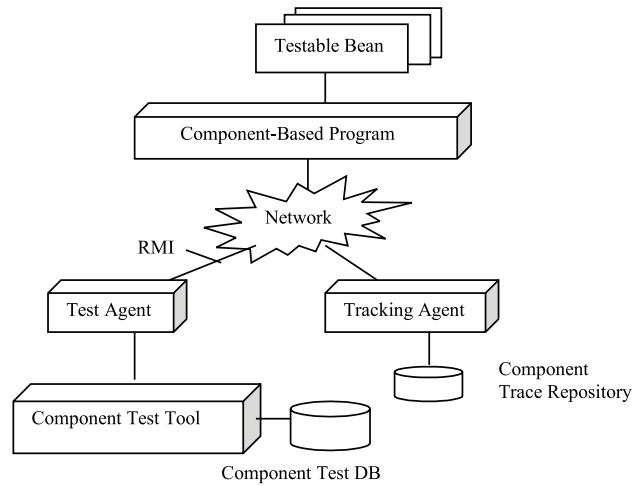 Testable Bean
Component-Based Program
Network
RMI
Test Agent
Tracking Agent
Component
Trace Repository
Component Test Tool
Component Test DB